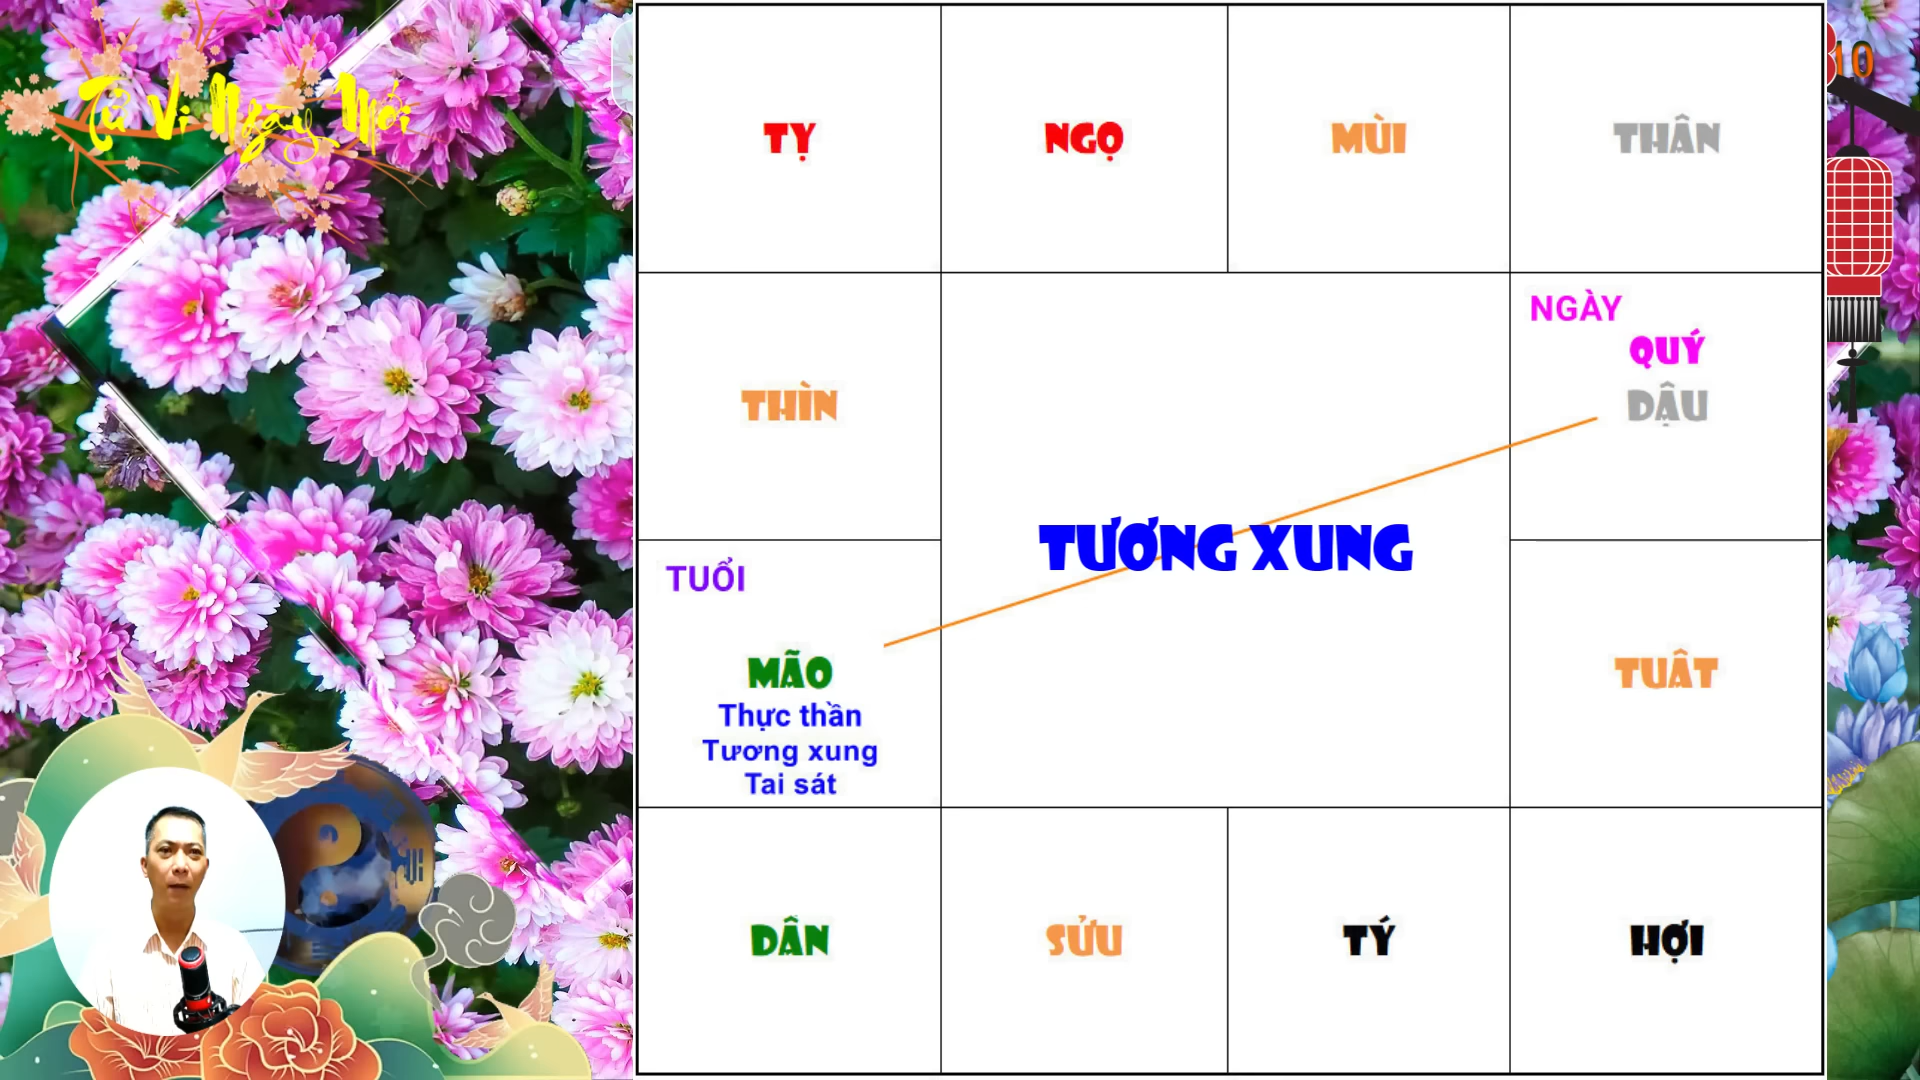 Tử Vi Ngày Mới
10
TỴ
NGỌ
MÙI
THÂN
THÌN
NGÀY
QUÝ
DẬU
TƯƠNG XUNG
TUỔI
MÃO
Thực thần
Tương xung
Tai sát
TUẤT
DẦN
SỬU
TÝ
HỢI